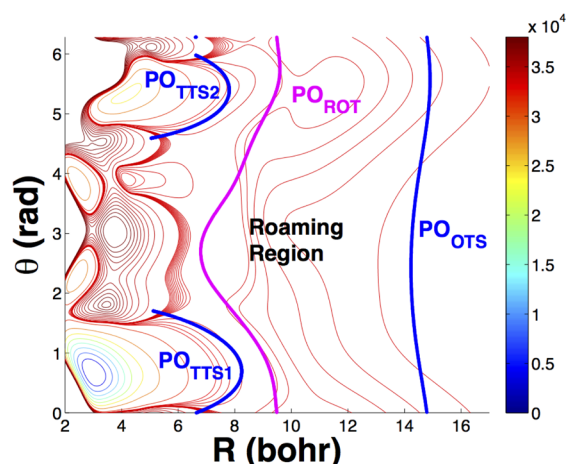 x 10⁴
6
5
4
3
2
1
0
θ (rad)
PO_TTS2
PO_ROT
Roaming
Region
PO_OTS
PO_TTS1
3.5
3
2.5
2
1.5
1
0.5
0
2 4 6 8 10 12 14 16
R (bohr)